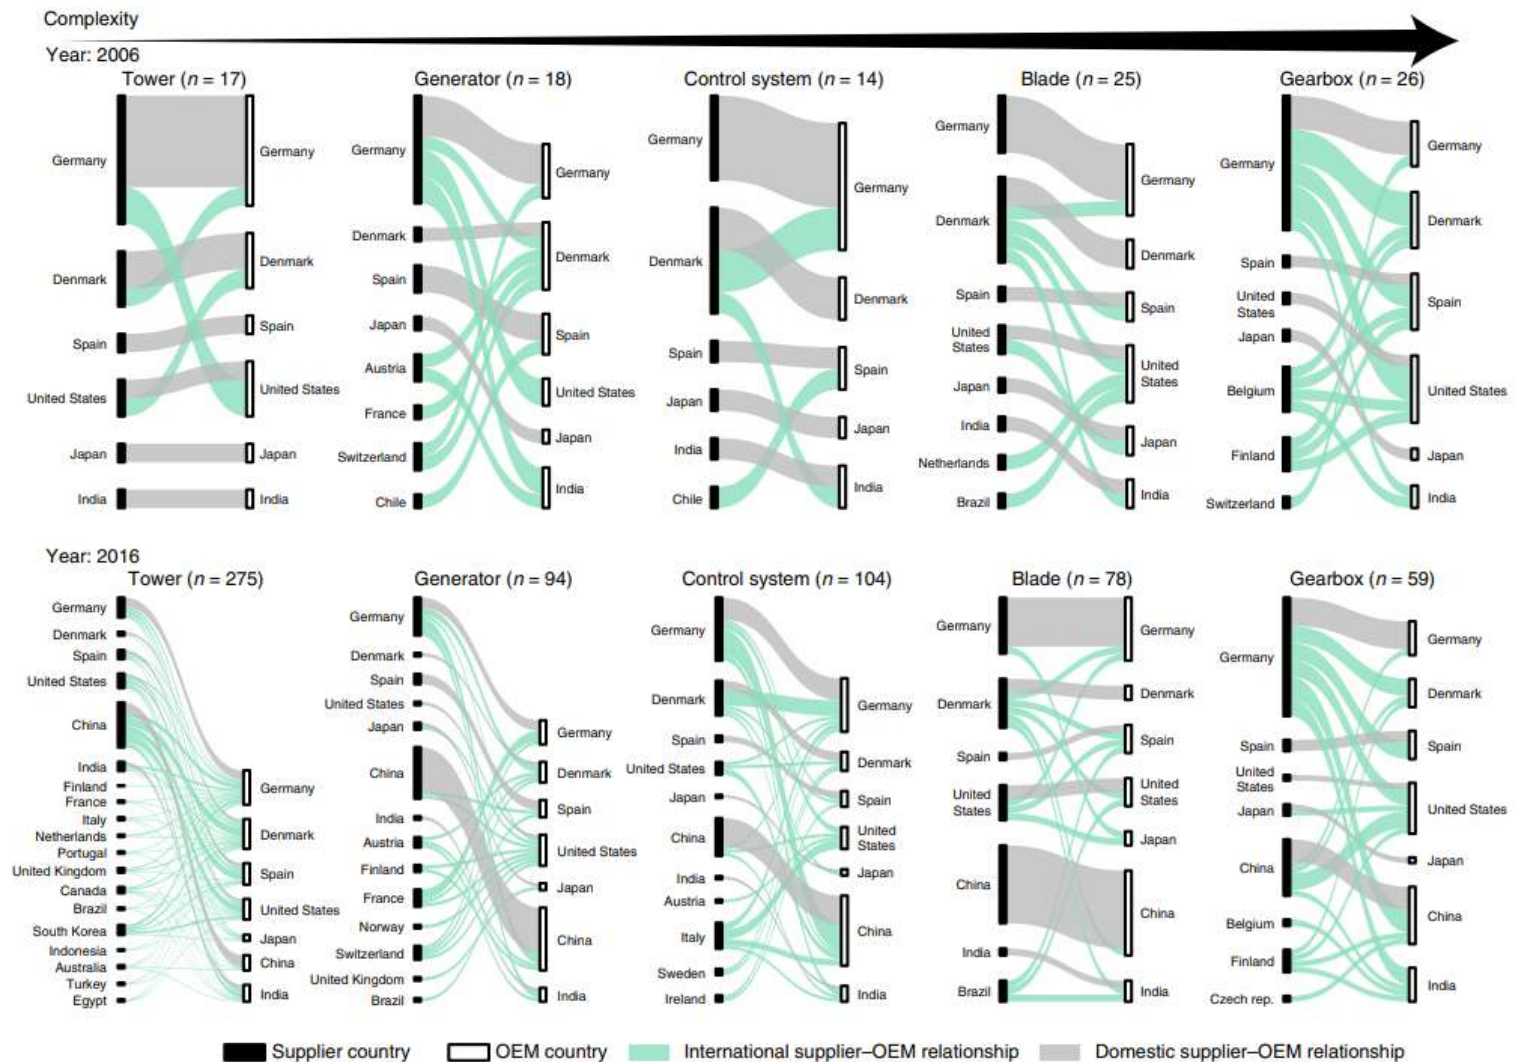 Complexity
Year: 2006
Tower (n = 17)
Germany
Denmark
Spain
United States
Japan
India
Germany
Denmark
Spain
United States
Japan
India
Generator (n = 18)
Germany
Denmark
Spain
Japan
Austria
France
Switzerland
Chile
Germany
Denmark
Spain
United States
Japan
India
Control system (n = 14)
Germany
Denmark
Spain
Japan
India
Chile
Germany
Denmark
Spain
Japan
India
Blade (n = 25)
Germany
Denmark
Spain
United
States
Japan
India
Netherlands
Brazil
Germany
Denmark
Spain
United
States
Japan
India
Gearbox (n = 26)
Germany
Spain
United
States
Japan
Belgium
Finland
Switzerland
Germany
Denmark
Spain
United States
Japan
India
Year: 2016
Tower (n = 275)
Germany
Denmark
Spain
United States
China
India
Finland
France
Italy
Netherlands
Portugal
United Kingdom
Canada
Brazil
South Korea
Indonesia
Australia
Turkey
Egypt
Germany
Denmark
Spain
United States
Japan
China
India
Generator (n = 94)
Germany
Denmark
Spain
United States
Japan
China
India
Austria
Finland
France
Norway
Switzerland
United Kingdom
Brazil
Germany
Denmark
Spain
United States
Japan
China
India
Control system (n = 104)
Germany
Denmark
Spain
United States
Japan
China
India
Austria
Italy
Sweden
Ireland
Germany
Denmark
Spain
United
States
Japan
China
India
Blade (n = 78)
Germany
Denmark
Spain
United
States
China
India
Brazil
Germany
Denmark
Spain
United
States
Japan
China
India
Gearbox (n = 59)
Germany
Spain
United
States
Japan
China
Belgium
Finland
Czech rep.
Germany
Denmark
Spain
United States
Japan
China
India
Supplier country
OEM country
International supplier–OEM relationship
Domestic supplier–OEM relationship